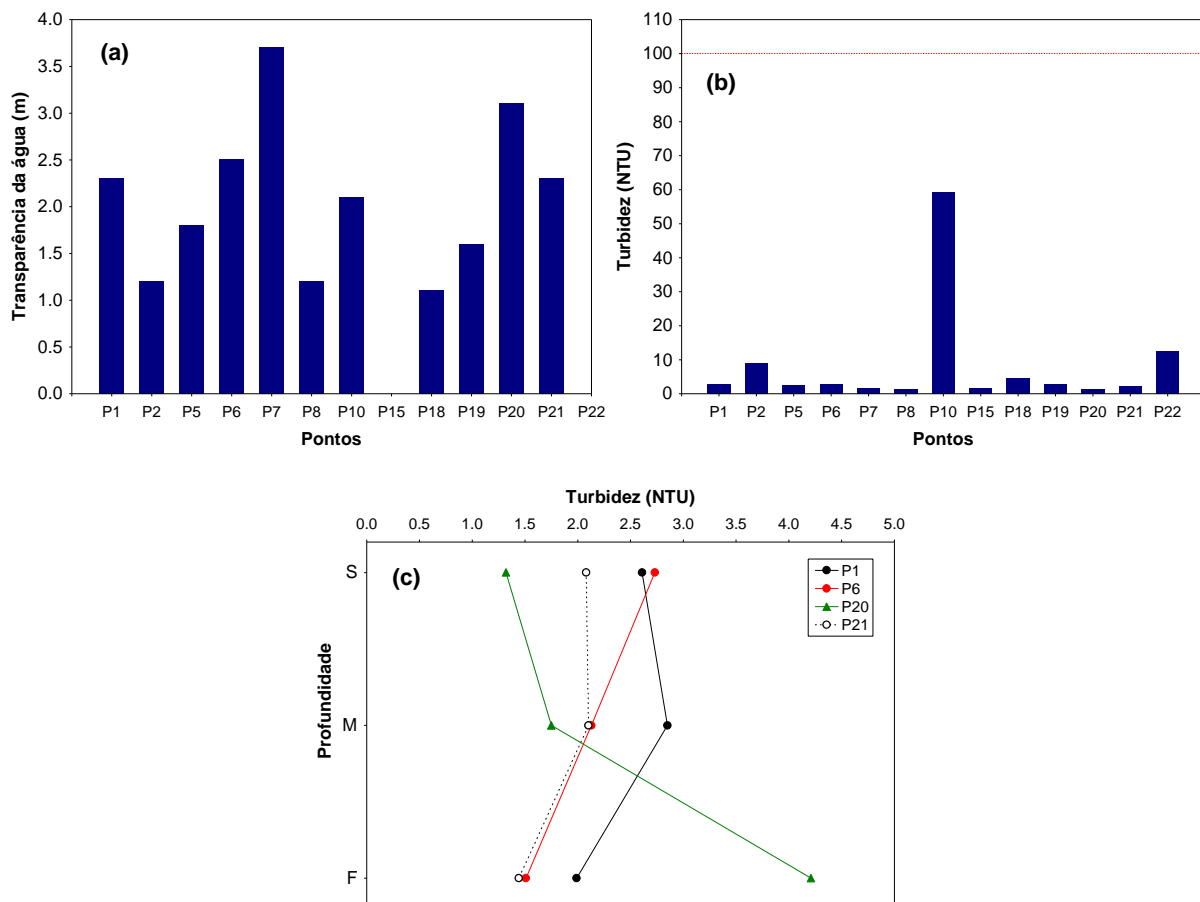 (a)
Transparência da água (m)
4.0
3.5
3.0
2.5
2.0
1.5
1.0
0.5
0.0
P1 P2 P5 P6 P7 P8 P10 P15 P18 P19 P20 P21 P22
Pontos
(b)
Turbidez (NTU)
110
100
90
80
70
60
50
40
30
20
10
0
P1 P2 P5 P6 P7 P8 P10 P15 P18 P19 P20 P21 P22
Pontos
Turbidez (NTU)
0.0 0.5 1.0 1.5 2.0 2.5 3.0 3.5 4.0 4.5 5.0
(c)
Profundidade
S
M
F
P1
P6
P20
P21